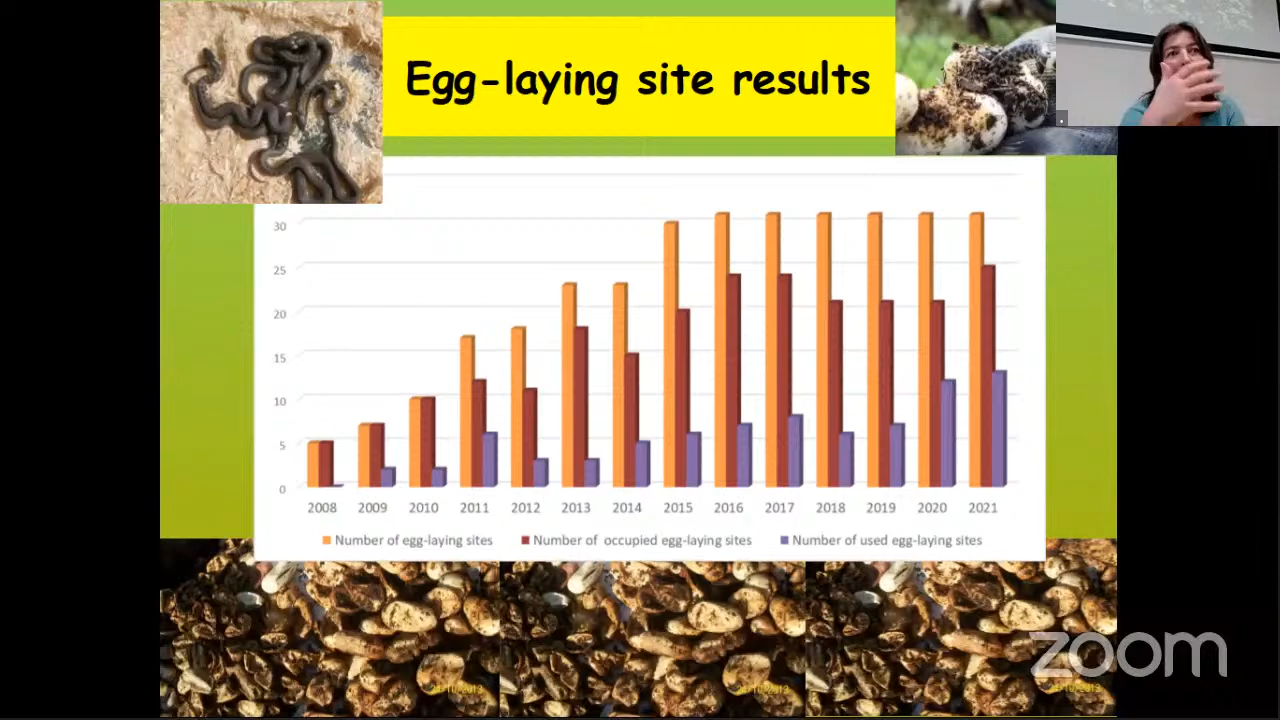 Egg-laying site results
30
25
20
15
10
5
0
2008 2009 2010 2011 2012 2013 2014 2015 2016 2017 2018 2019 2020 2021
Number of egg-laying sites Number of occupied egg-laying sites Number of used egg-laying sites
zoom